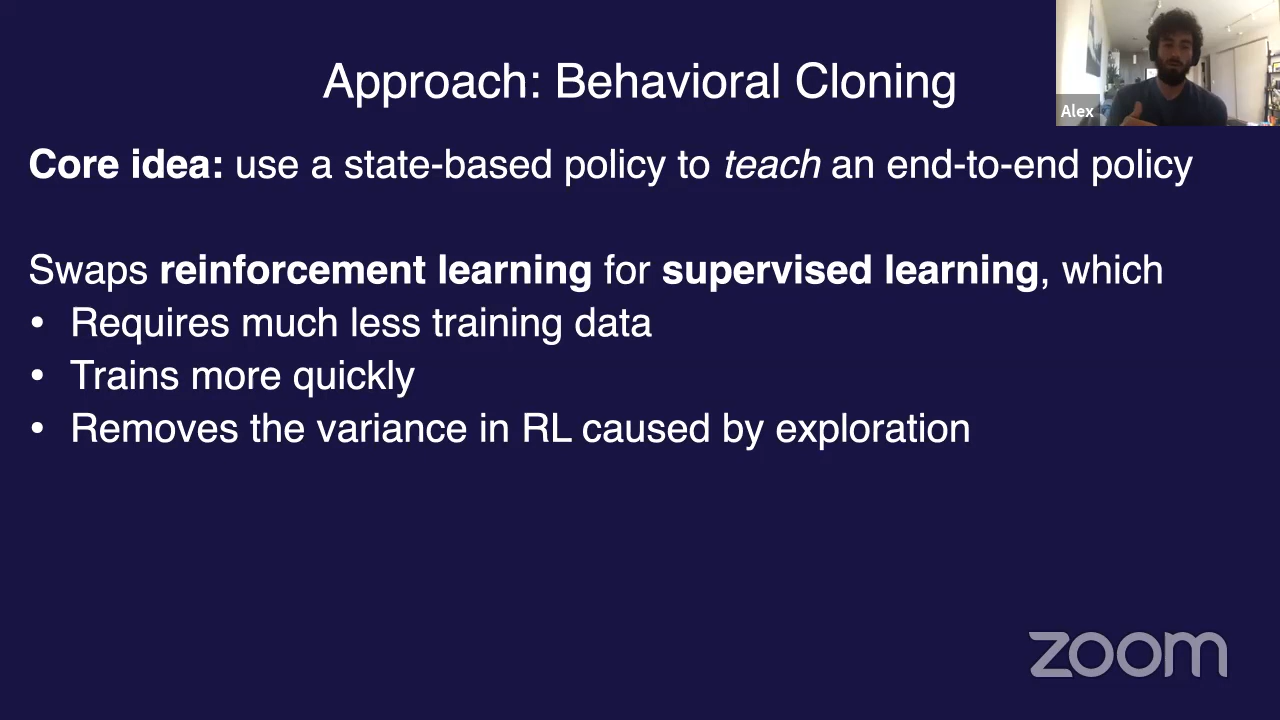 Approach: Behavioral Cloning
Alex
Core idea: use a state-based policy to teach an end-to-end policy
Swaps reinforcement learning for supervised learning, which
• Requires much less training data
• Trains more quickly
• Removes the variance in RL caused by exploration
zoom